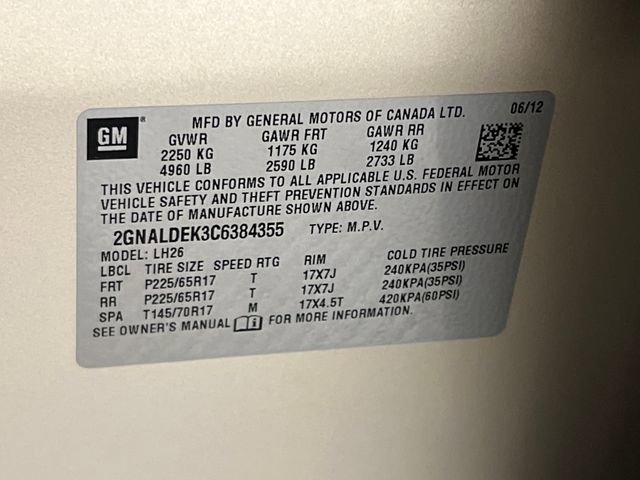 GM ® MFD BY GENERAL MOTORS OF CANADA LTD. 06/12
GVWR GAWR FRT GAWR RR
2250 KG 1175 KG 1240 KG
4960 LB 2590 LB 2733 LB
THIS VEHICLE CONFORMS TO ALL APPLICABLE U.S. FEDERAL MOTOR
VEHICLE SAFETY AND THEFT PREVENTION STANDARDS IN EFFECT ON
THE DATE OF MANUFACTURE SHOWN ABOVE.
2GNALDEK3C6384355 TYPE: M.P.V.
MODEL: LH26
LBCL TIRE SIZE SPEED RTG RIM COLD TIRE PRESSURE
FRT P225/65R17 T 17X7J 240KPA(35PSI)
RR P225/65R17 T 17X7J 240KPA(35PSI)
SPA T145/70R17 M 17X4.5T 420KPA(60PSI)
SEE OWNER'S MANUAL i FOR MORE INFORMATION.